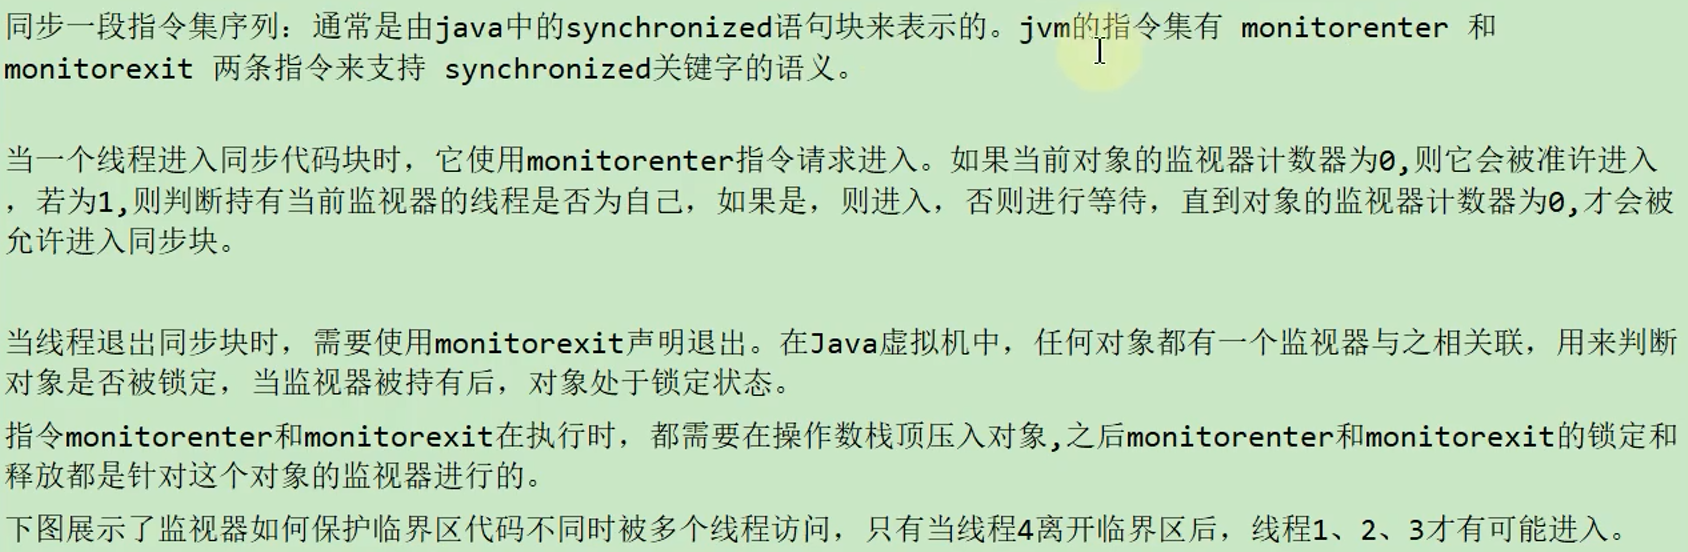 同步一段指令集序列：通常是由java中的synchronized语句块来表示的。jvm的指令集有 monitorenter 和
monitorexit 两条指令来支持 synchronized关键字的语义。
当一个线程进入同步代码块时，它使用monitorenter指令请求进入。如果当前对象的监视器计数器为0,则它会被准许进入
，若为1,则判断持有当前监视器的线程是否为自己，如果是，则进入，否则进行等待，直到对象的监视器计数器为0,才会被
允许进入同步块。
当线程退出同步块时，需要使用monitorexit声明退出。在Java虚拟机中，任何对象都有一个监视器与之相关联，用来判断
对象是否被锁定，当监视器被持有后，对象处于锁定状态。
指令monitorenter和monitorexit在执行时，都需要在操作数栈顶压入对象,之后monitorenter和monitorexit的锁定和
释放都是针对这个对象的监视器进行的。
下图展示了监视器如何保护临界区代码不同时被多个线程访问，只有当线程4离开临界区后，线程1、2、3才有可能进入。